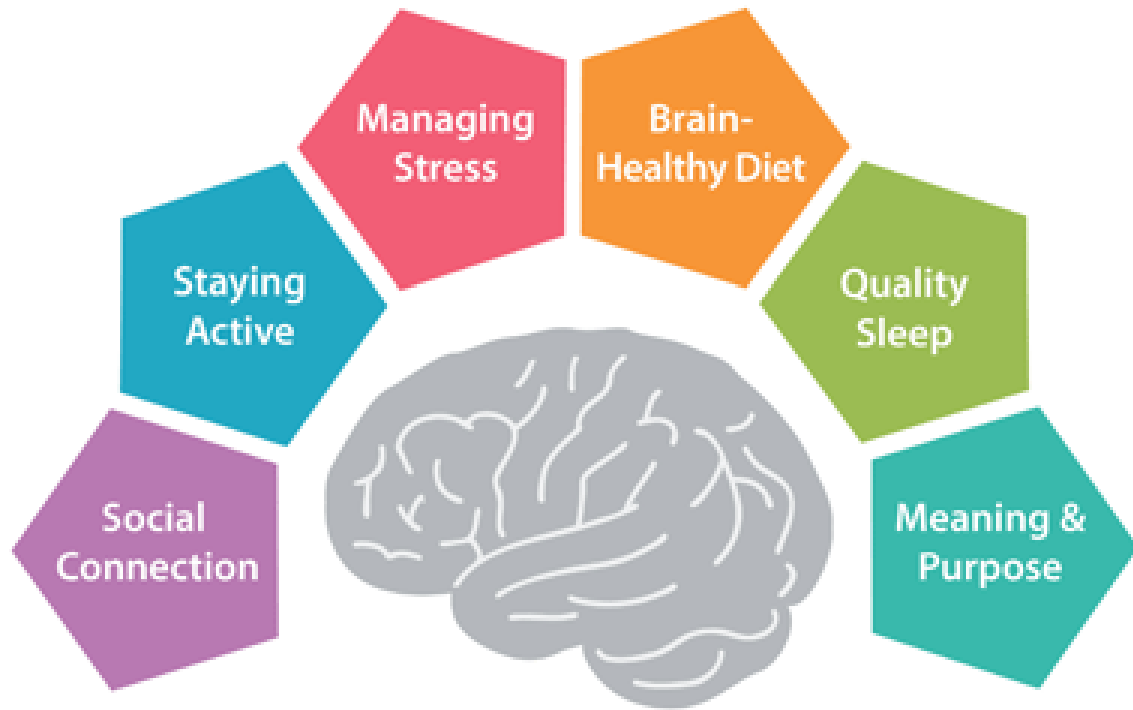 Managing
Stress
Brain-
Healthy Diet
Staying
Active
Quality
Sleep
Social
Connection
Meaning &
Purpose